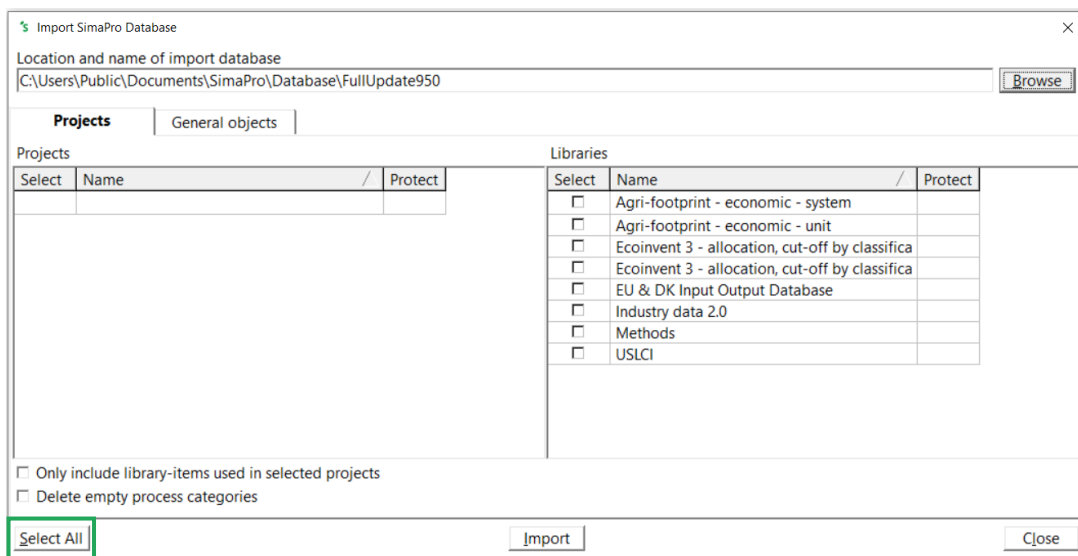 Import SimaPro Database
Location and name of import database
C:\Users\Public\Documents\SimaPro\Database\FullUpdate950
Browse
Projects General objects
Projects
Select Name Protect
Libraries
Select Name Protect
Agri-footprint - economic - system
Agri-footprint - economic - unit
Ecoinvent 3 - allocation, cut-off by classifica
Ecoinvent 3 - allocation, cut-off by classifica
EU & DK Input Output Database
Industry data 2.0
Methods
USLCI
Only include library-items used in selected projects
Delete empty process categories
Select All Import Close